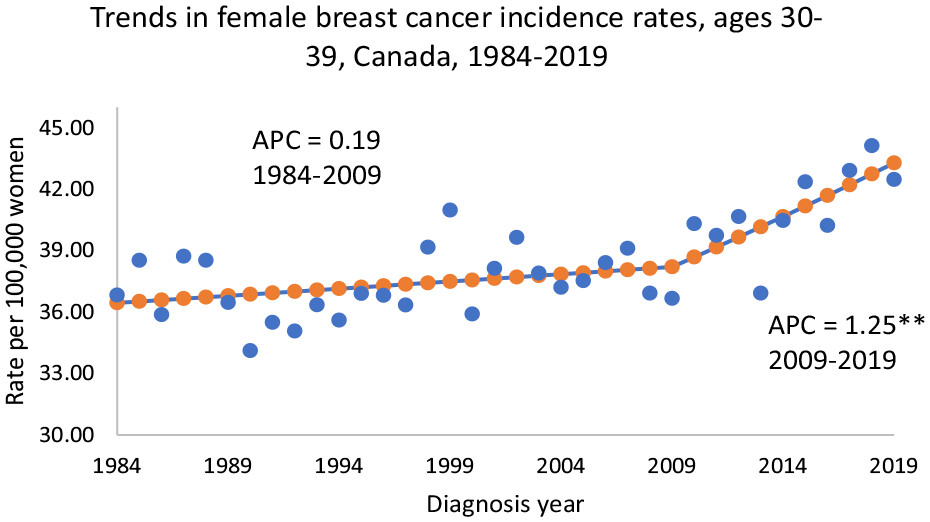 Trends in female breast cancer incidence rates, ages 30-
39, Canada, 1984-2019
Rate per 100,000 women
45.00
42.00
39.00
36.00
33.00
30.00
APC = 0.19
1984-2009
APC = 1.25**
2009-2019
1984 1989 1994 1999 2004 2009 2014 2019
Diagnosis year